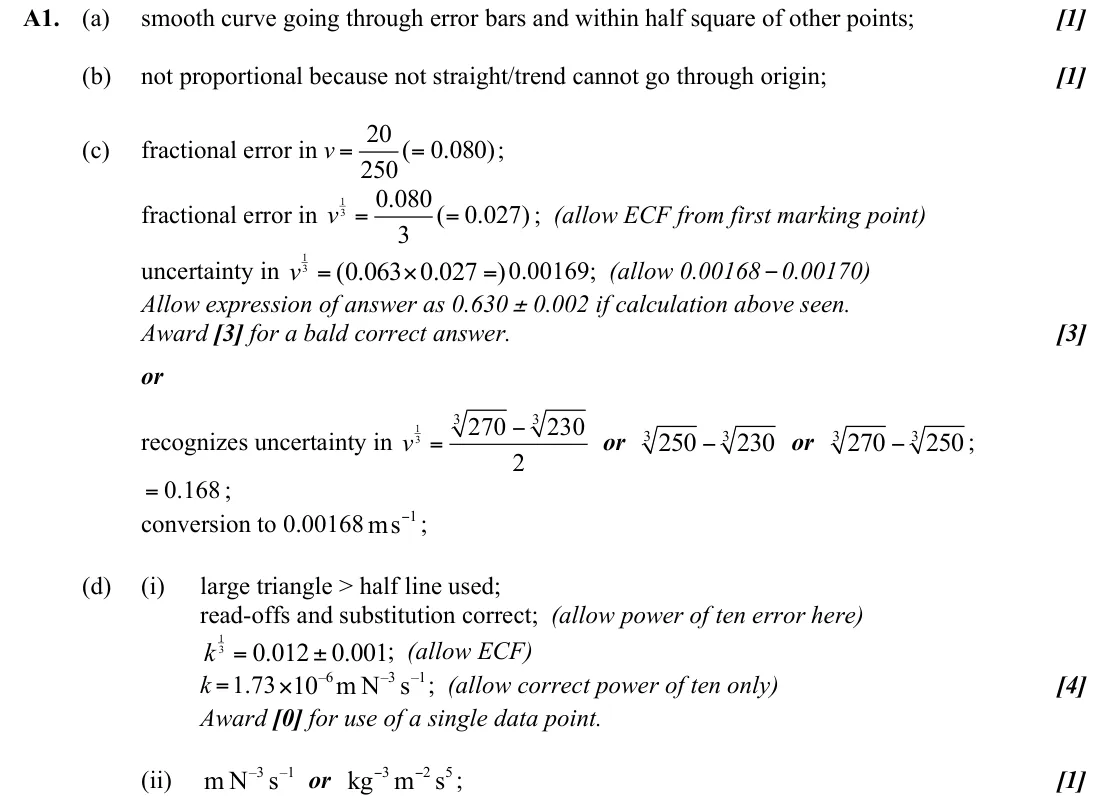 A1. (a) smooth curve going through error bars and within half square of other points; [1]
(b) not proportional because not straight/trend cannot go through origin; [1]
(c) fractional error in v = 20/250 (= 0.080);
fractional error in v^(1/3) = 0.080/3 (= 0.027); (allow ECF from first marking point)
uncertainty in v^(1/3) = (0.063×0.027 =)0.00169; (allow 0.00168 − 0.00170)
Allow expression of answer as 0.630 ± 0.002 if calculation above seen.
Award [3] for a bald correct answer. [3]
or
recognizes uncertainty in v^(1/3) = (∛270 − ∛230)/2 or ∛250 − ∛230 or ∛270 − ∛250;
= 0.168;
conversion to 0.00168 m s⁻¹;
(d) (i) large triangle > half line used;
read-offs and substitution correct; (allow power of ten error here)
k^(1/3) = 0.012 ± 0.001; (allow ECF)
k = 1.73×10⁻⁶ m N⁻³ s⁻¹; (allow correct power of ten only) [4]
Award [0] for use of a single data point.
(ii) m N⁻³ s⁻¹ or kg⁻³ m⁻² s⁵; [1]